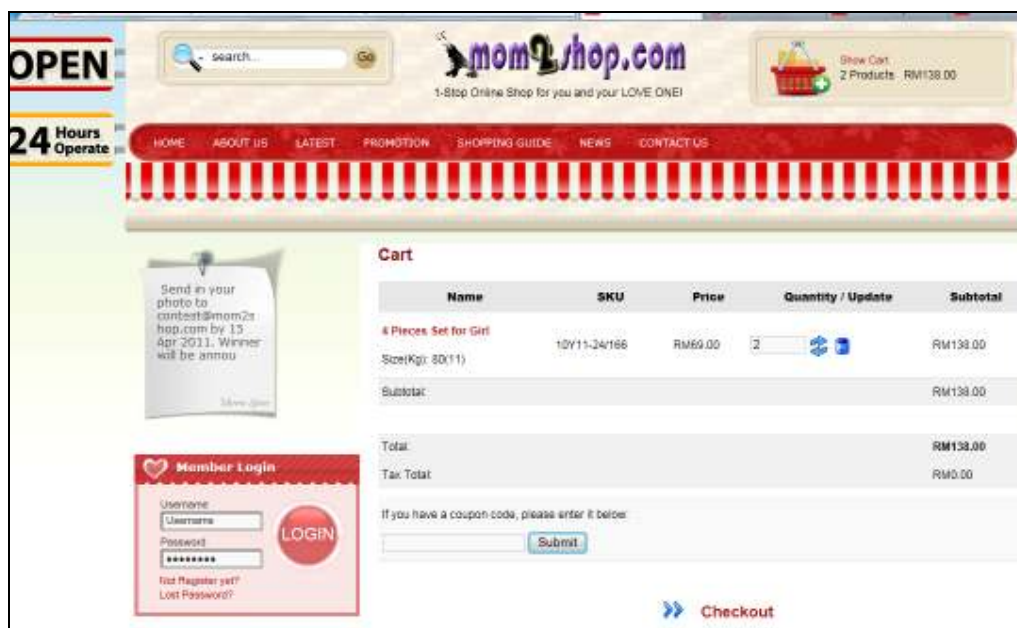 OPEN
24 Hours Operate
search...
Go
mom2shop.com
1-Stop Online Shop for you and your LOVE ONE!
Show Cart
2 Products RM138.00
HOME ABOUT US LATEST PROMOTION SHOPPING GUIDE NEWS CONTACT US
Send in your
photo to
contest@mom2s
hop.com by 15
Apr 2011. Winner
will be annou
Cart
Name SKU Price Quantity / Update Subtotal
4 Pieces Set for Girl
Size(Kg): 80(11)
10Y11-24/166 RM69.00 2 RM138.00
Subtotal: RM138.00
Total: RM138.00
Tax Total: RM0.00
If you have a coupon code, please enter it below:
Submit
Checkout
Member Login
Username
Username
Password
LOGIN
Not Register yet?
Lost Password?